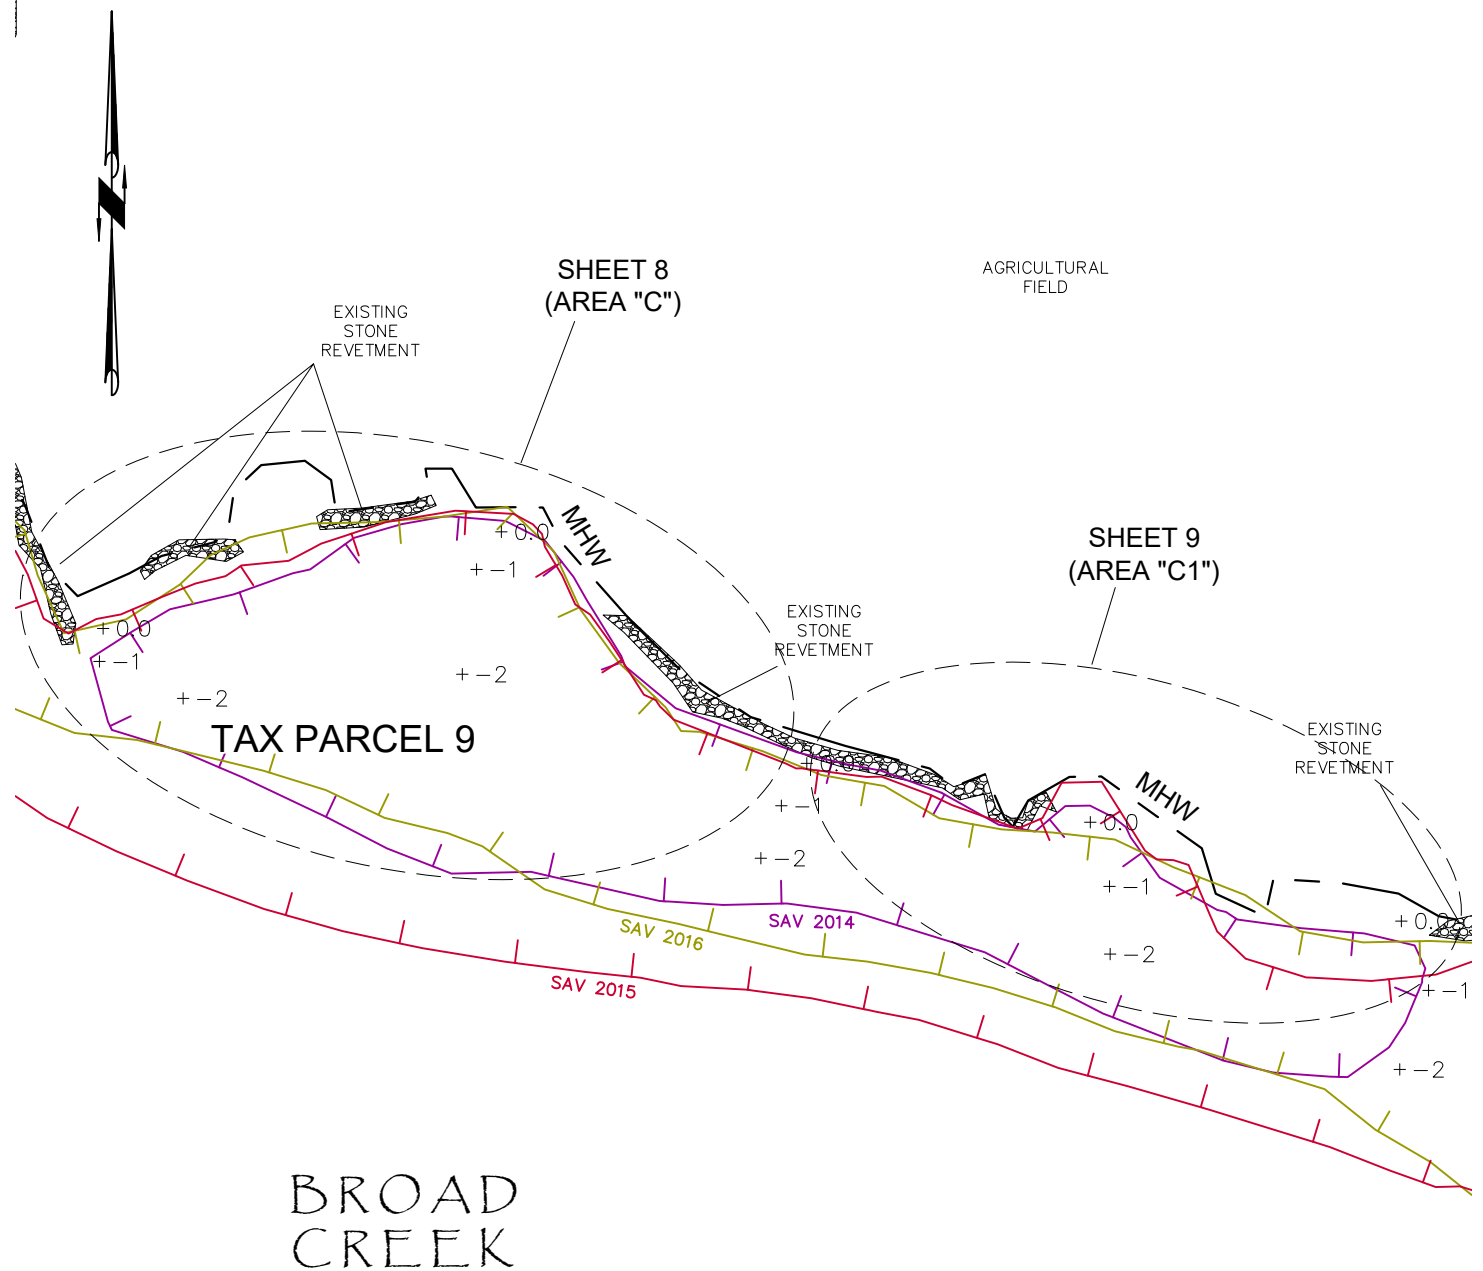 SHEET 8
(AREA "C")
AGRICULTURAL
FIELD
EXISTING
STONE
REVETMENT
MHW
+0.0
+-1
SHEET 9
(AREA "C1")
EXISTING
STONE
REVETMENT
+0.0
+-1
+-2
+-2
TAX PARCEL 9
EXISTING
STONE
REVETMENT
+0.0
+-1
MHW
+0.0
+-2
+-1
SAV 2014
SAV 2016
+-2
SAV 2015
+-1
+-2
BROAD
CREEK